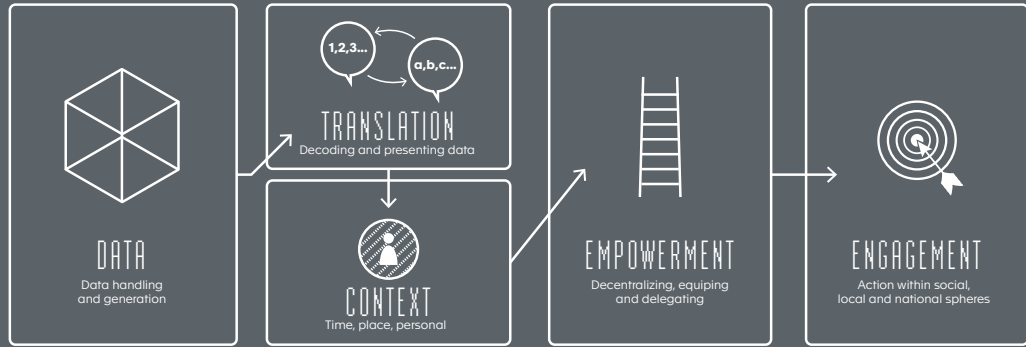 DATA
Data handling
and generation
1,2,3...
a,b,c...
TRANSLATION
Decoding and presenting data
CONTEXT
Time, place, personal
EMPOWERMENT
Decentralizing, equiping
and delegating
ENGAGEMENT
Action within social,
local and national spheres